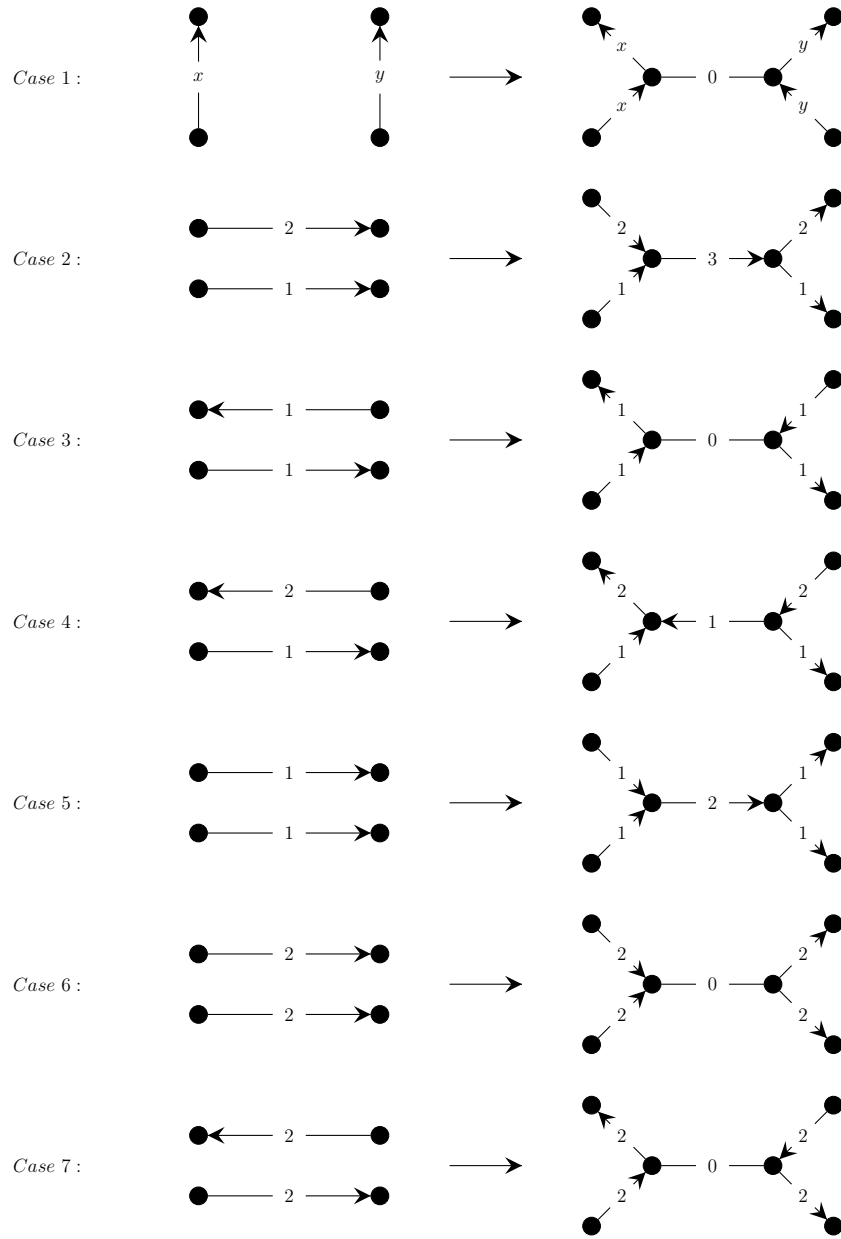 Case 1 : x y x x 0 y y
Case 2 : 2 1 2 1 3 2 1
Case 3 : 1 1 1 1 0 1 1
Case 4 : 2 1 2 1 1 2 1
Case 5 : 1 1 1 1 2 1 1
Case 6 : 2 2 2 2 0 2 2
Case 7 : 2 2 2 2 0 2 2